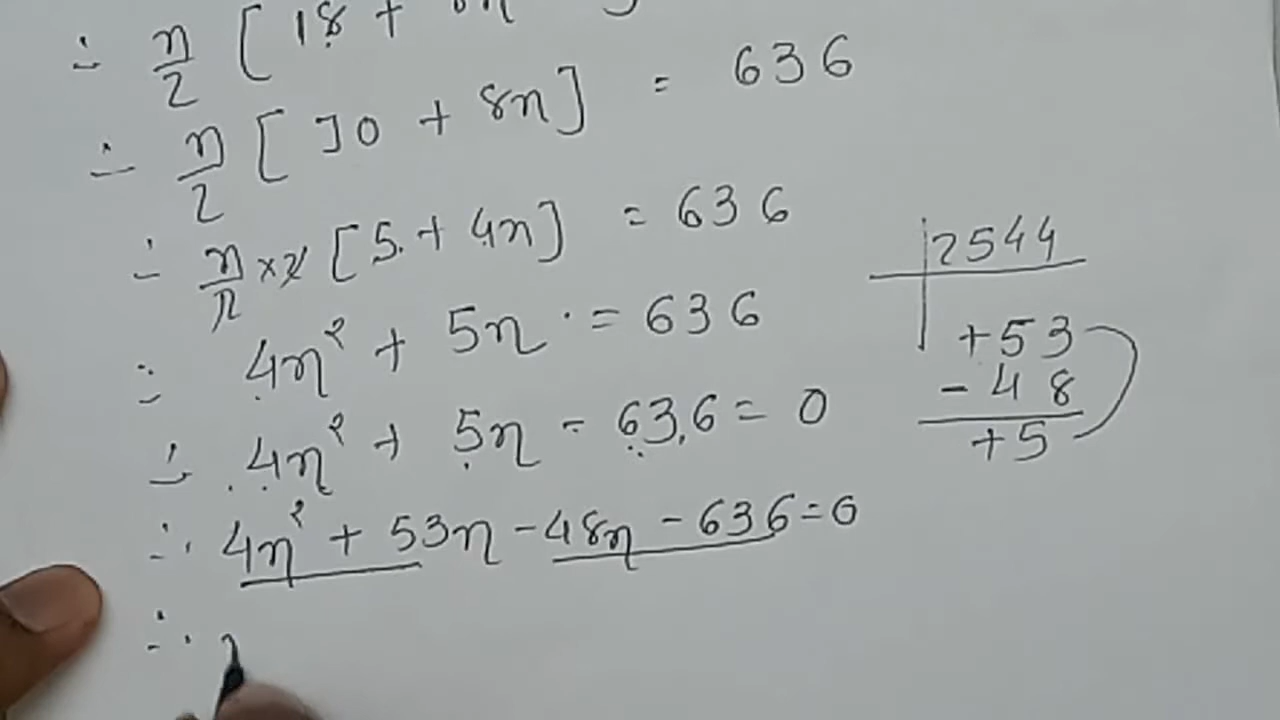 ∴ n/2 [ 18 +
∴ n/2 [ 10 + 8n ] = 636
∴ n/2 × 2 [ 5 + 4n ] = 636
∴ 4n² + 5n = 636
∴ 4n² + 5n - 636 = 0
∴ 4n² + 53n - 48n - 636 = 0
∴
2544
+53
-48
+5